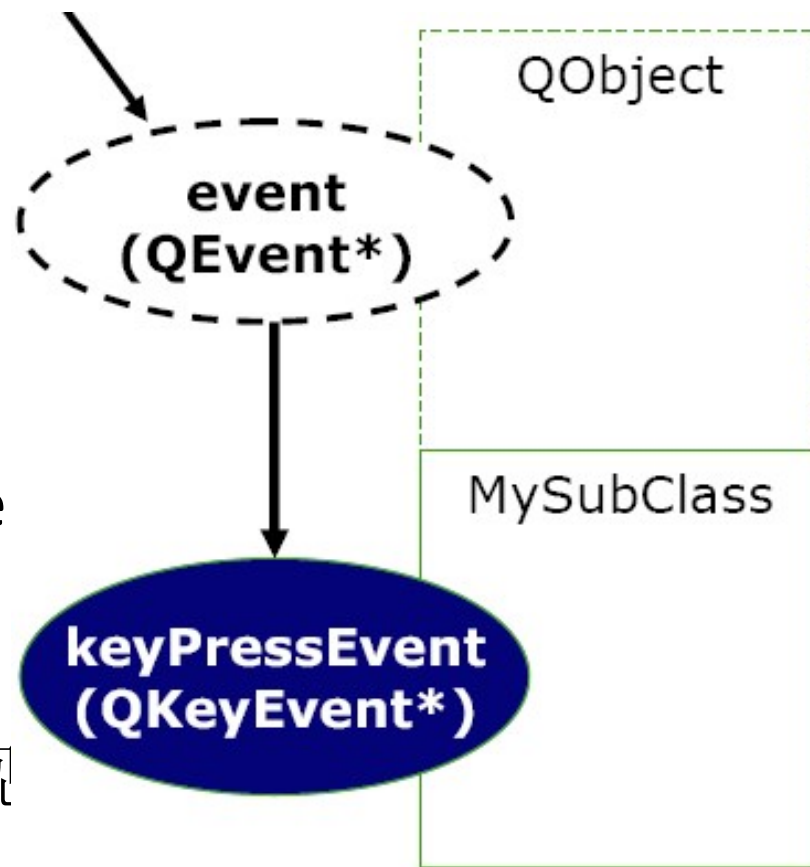 QObject
event
(QEvent*)
MySubClass
e
keyPressEvent
(QKeyEvent*)